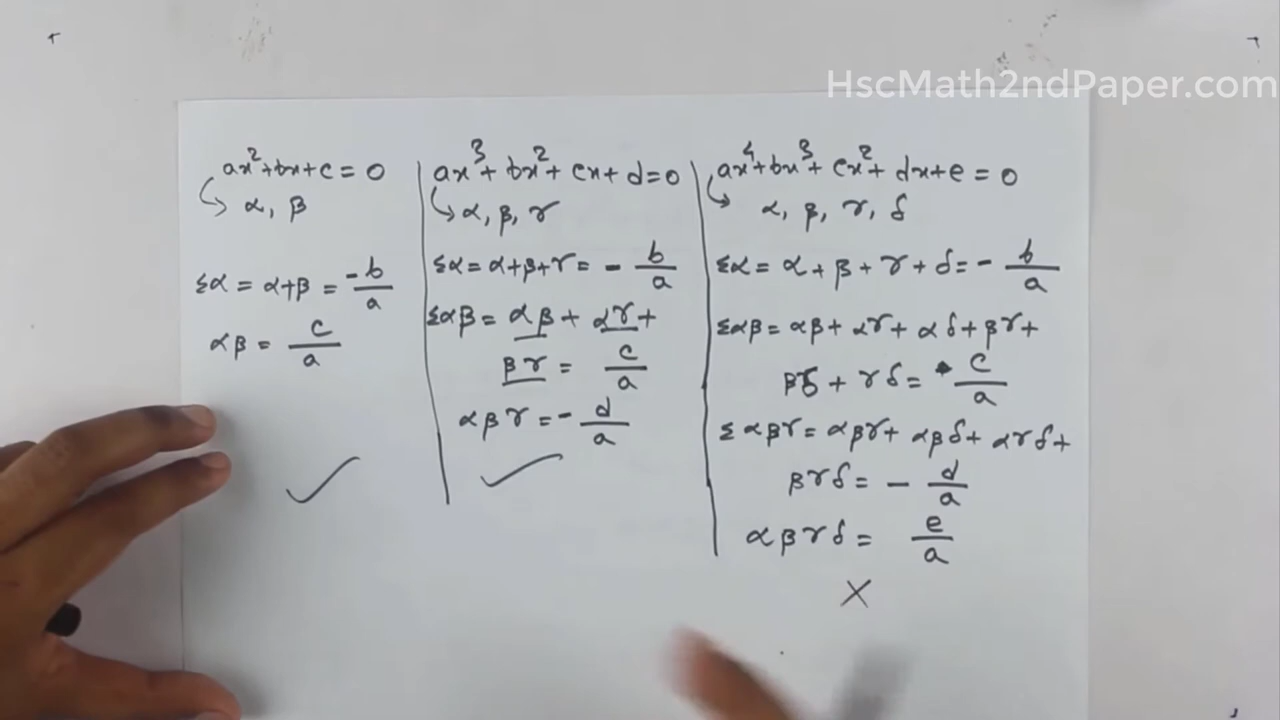 HscMath2ndPaper.com
ax²+bx+c=0
α, β
Σα = α+β = -b/a
αβ = c/a
ax³+bx²+cx+d=0
α, β, γ
Σα = α+β+γ = - b/a
Σαβ = αβ + αγ +
βγ = c/a
αβγ = - d/a
ax⁴+bx³+cx²+dx+e=0
α, β, γ, δ
Σα = α+β+γ+δ = - b/a
Σαβ = αβ + αγ + αδ + βγ +
βδ + γδ = c/a
Σαβγ = αβγ + αβδ + αγδ +
βγδ = - d/a
αβγδ = e/a